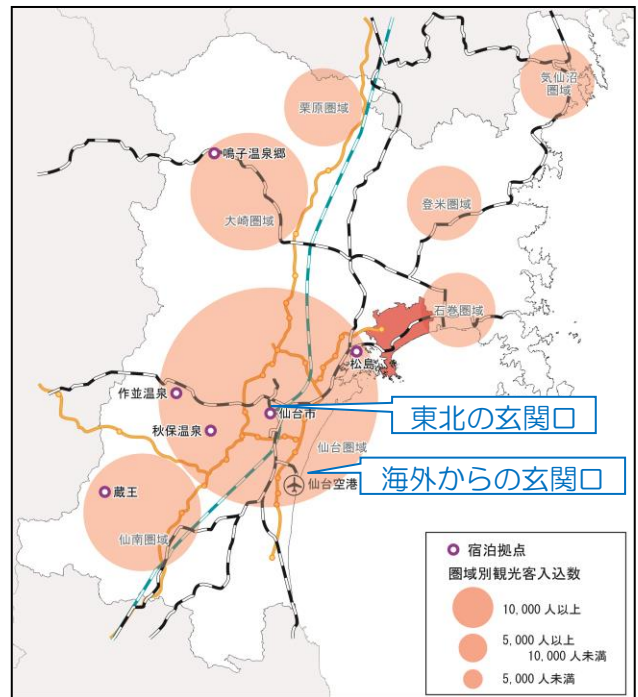 気仙沼
圏域
栗原圏域
鳴子温泉郷
大崎圏域
登米圏域
石巻圏域
松島
作並温泉
仙台市
東北の玄関口
秋保温泉
仙台圏域
海外からの玄関口
仙台空港
蔵王
仙南圏域
宿泊拠点
圏域別観光客入込数
10,000 人以上
5,000 人以上
10,000 人未満
5,000 人未満